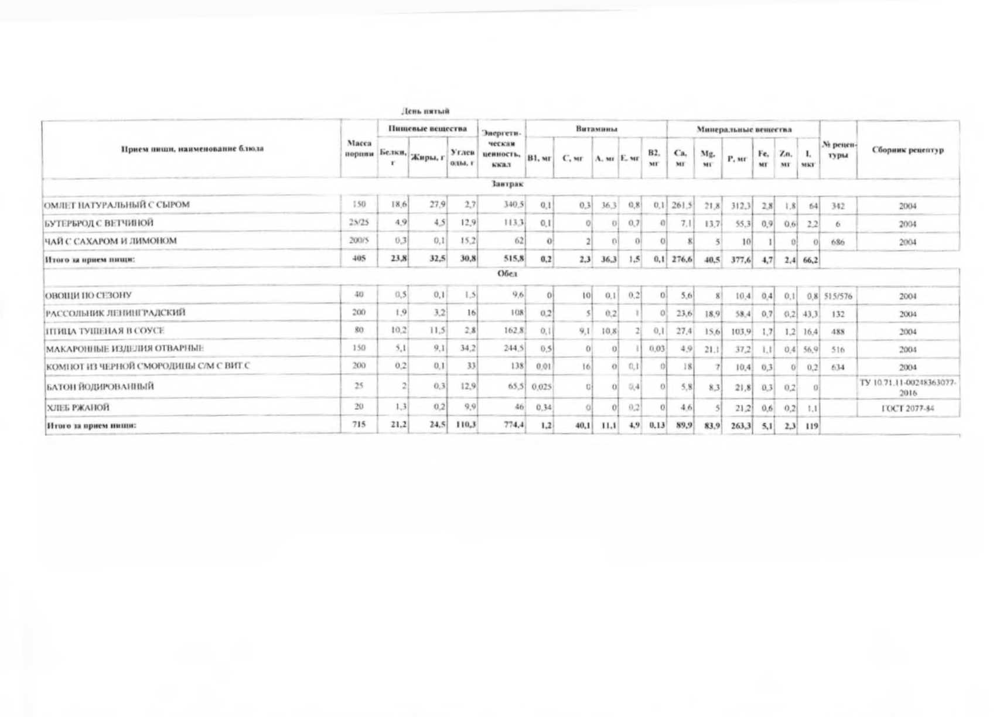 День пятый
Прием пищи, наименование блюда | Масса порции | Пищевые вещества | Энергетическая ценность, ккал | Витамины | Минеральные вещества | № рецептуры | Сборник рецептур
Белки, г | Жиры, г | Углеводы, г | В1, мг | С, мг | А, мг | Е, мг | В2, мг | Ca, мг | Mg, мг | Р, мг | Fe, мг | Zn, мг | I, мкг
Завтрак
ОМЛЕТ НАТУРАЛЬНЫЙ С СЫРОМ 150 18,6 27,9 2,7 340,5 0,1 0,3 36,3 0,8 0,1 261,5 21,8 312,3 2,8 1,8 64 342 2004
БУТЕРБРОД С ВЕТЧИНОЙ 25/25 4,9 4,5 12,9 113,3 0,1 0 0 0,7 0 7,1 13,7 55,3 0,9 0,6 2,2 6 2004
ЧАЙ С САХАРОМ И ЛИМОНОМ 200/5 0,3 0,1 15,2 62 0 2 0 0 0 8 5 10 1 0 0 686 2004
Итого за прием пищи: 405 23,8 32,5 30,8 515,8 0,2 2,3 36,3 1,5 0,1 276,6 40,5 377,6 4,7 2,4 66,2
Обед
ОВОЩИ ПО СЕЗОНУ 40 0,5 0,1 1,5 9,6 0 10 0,1 0,2 0 5,6 8 10,4 0,4 0,1 0,8 515/576 2004
РАССОЛЬНИК ЛЕНИНГРАДСКИЙ 200 1,9 3,2 16 108 0,2 5 0,2 1 0 23,6 18,9 58,4 0,7 0,2 43,3 132 2004
ПТИЦА ТУШЕНАЯ В СОУСЕ 80 10,2 11,5 2,8 162,8 0,1 9,1 10,8 2 0,1 27,4 15,6 103,9 1,7 1,2 16,4 488 2004
МАКАРОННЫЕ ИЗДЕЛИЯ ОТВАРНЫЕ 150 5,1 9,1 34,2 244,5 0,5 0 0 1 0,03 4,9 21,1 37,2 1,1 0,4 56,9 516 2004
КОМПОТ ИЗ ЧЕРНОЙ СМОРОДИНЫ С/М С ВИТ С 200 0,2 0,1 33 138 0,01 16 0 0,1 0 18 7 10,4 0,3 0 0,2 634 2004
БАТОН ЙОДИРОВАННЫЙ 25 2 0,3 12,9 65,5 0,025 0 0 0,4 0 5,8 8,3 21,8 0,3 0,2 0 ТУ 10.71.11-00248363077-2016
ХЛЕБ РЖАНОЙ 20 1,3 0,2 9,9 46 0,34 0 0 0,2 0 4,6 5 21,2 0,6 0,2 1,1 ГОСТ 2077-84
Итого за прием пищи: 715 21,2 24,5 110,3 774,4 1,2 40,1 11,1 4,9 0,13 89,9 83,9 263,3 5,1 2,3 119